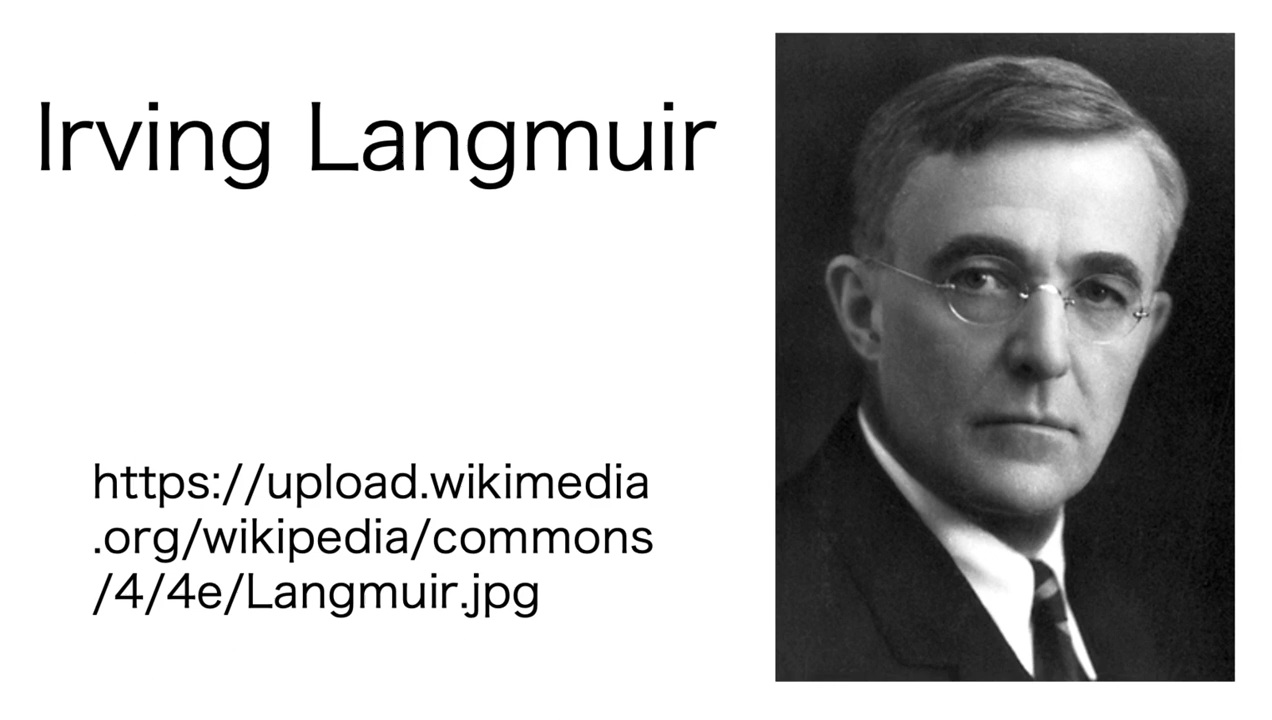 Irving Langmuir
https://upload.wikimedia
.org/wikipedia/commons
/4/4e/Langmuir.jpg